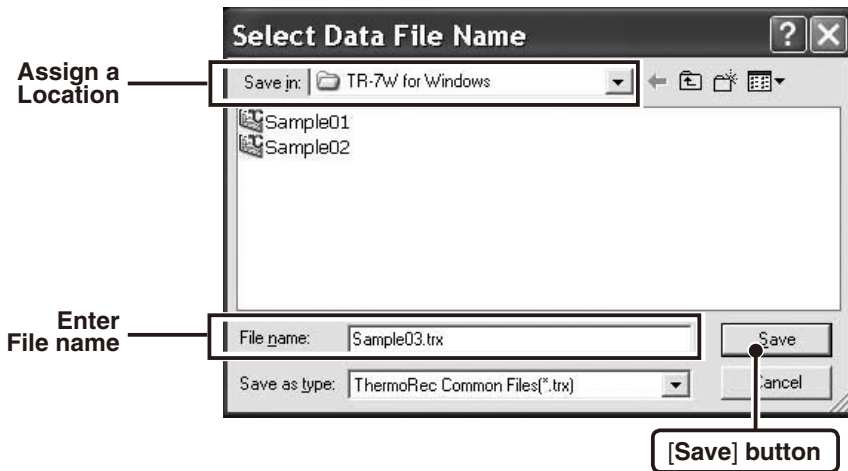 Select Data File Name
Assign a
Location
Save in: TR-7W for Windows
Sample01
Sample02
Enter
File name
File name: Sample03.trx
Save
Save as type: ThermoRec Common Files(*.trx)
Cancel
[Save] button